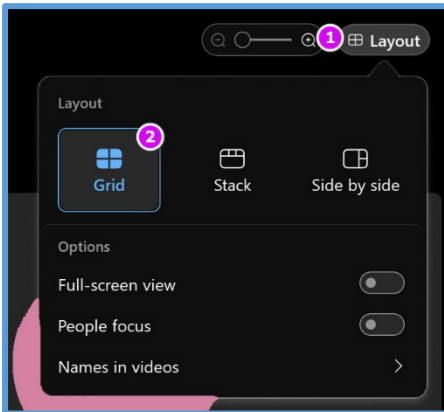 1 Layout
Layout
2
Grid Stack Side by side
Options
Full-screen view
People focus
Names in videos